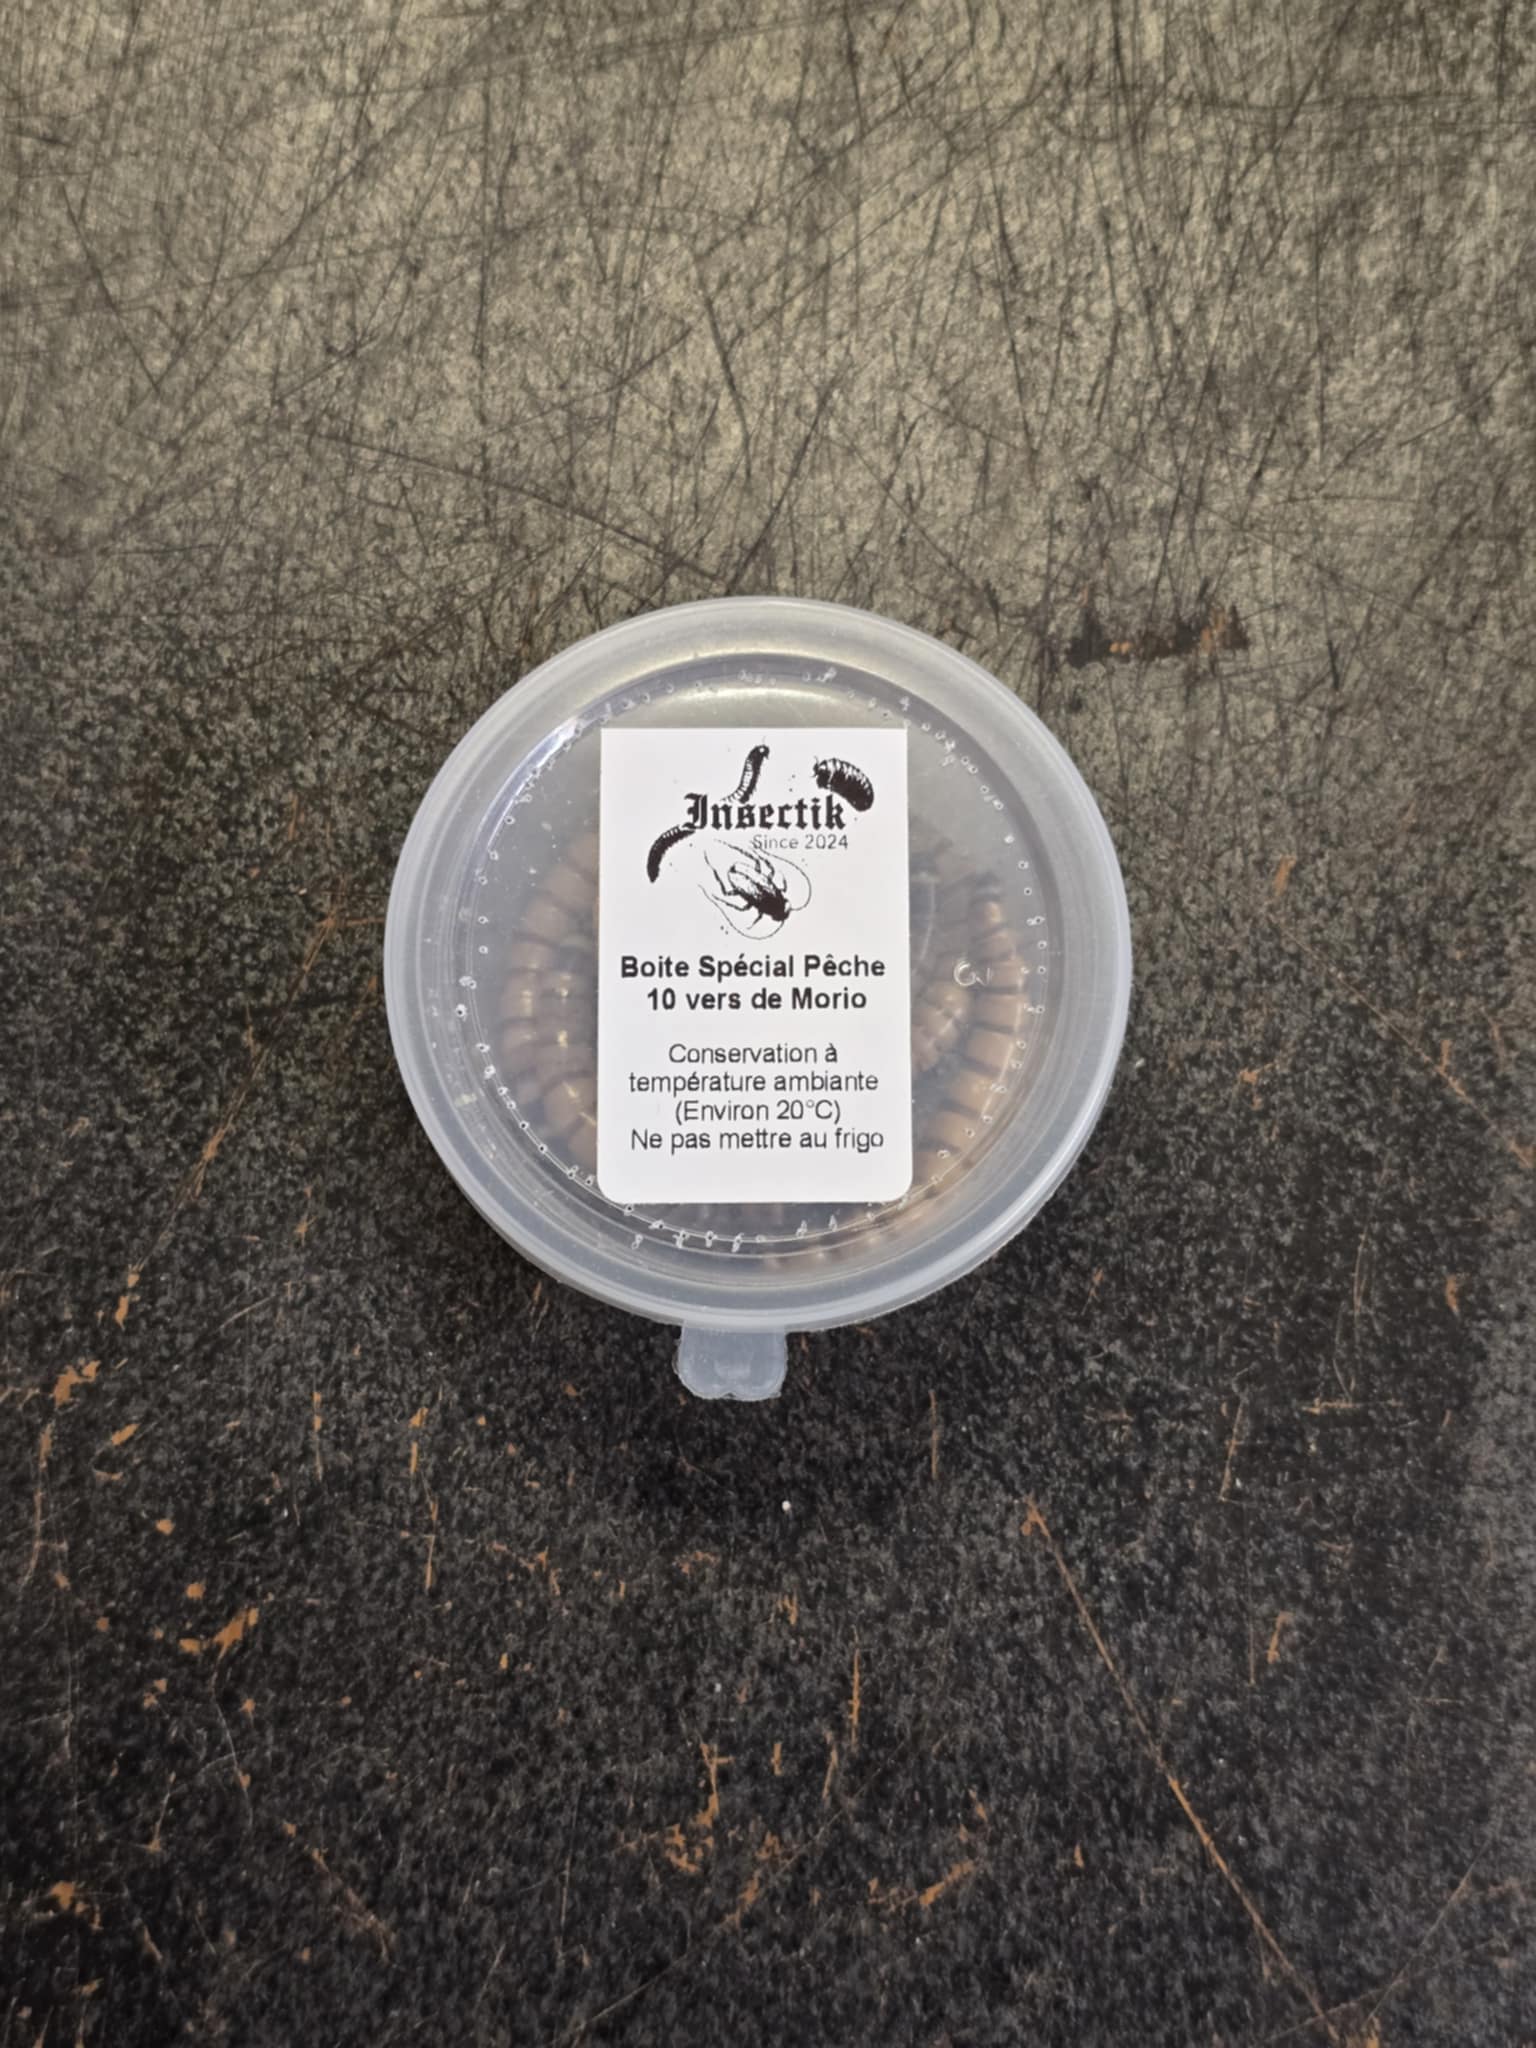 Insectik
Since 2024
Boite Spécial Pêche
10 vers de Morio
Conservation à
température ambiante
(Environ 20°C)
Ne pas mettre au frigo